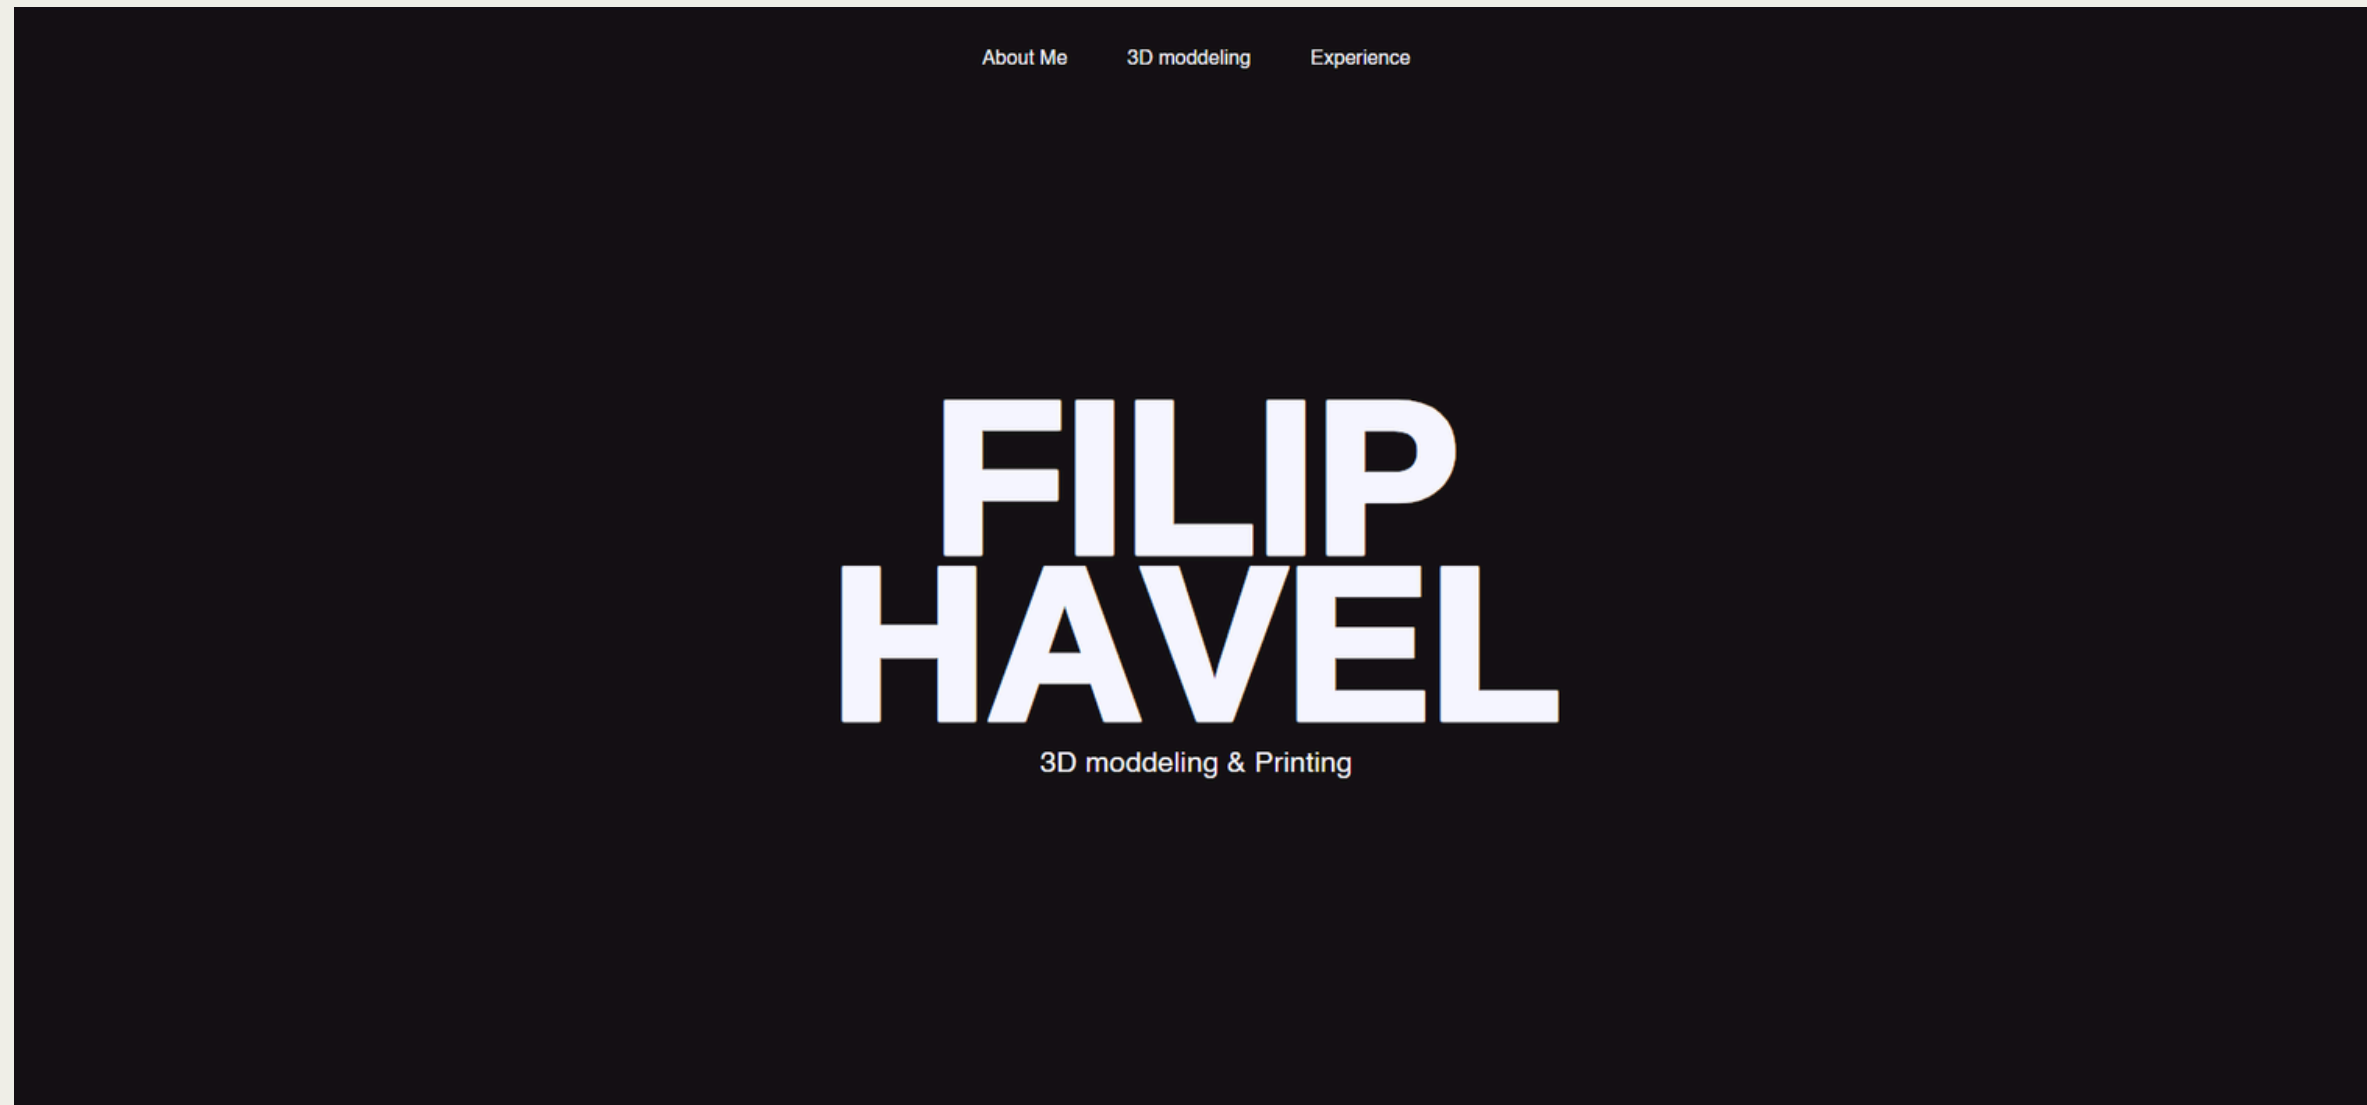 About Me 3D moddeling Experience
FILIP
HAVEL
3D moddeling & Printing